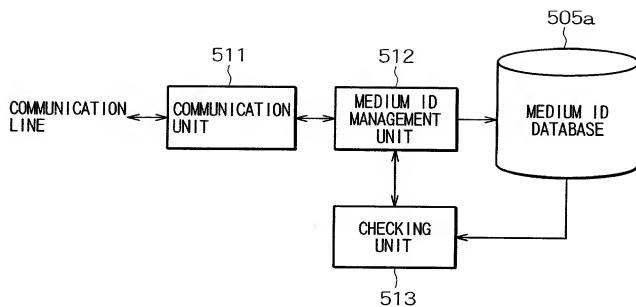 505a
511
512
COMMUNICATION
LINE
COMMUNICATION
UNIT
MEDIUM ID
MANAGEMENT
UNIT
MEDIUM ID
DATABASE
CHECKING
UNIT
513